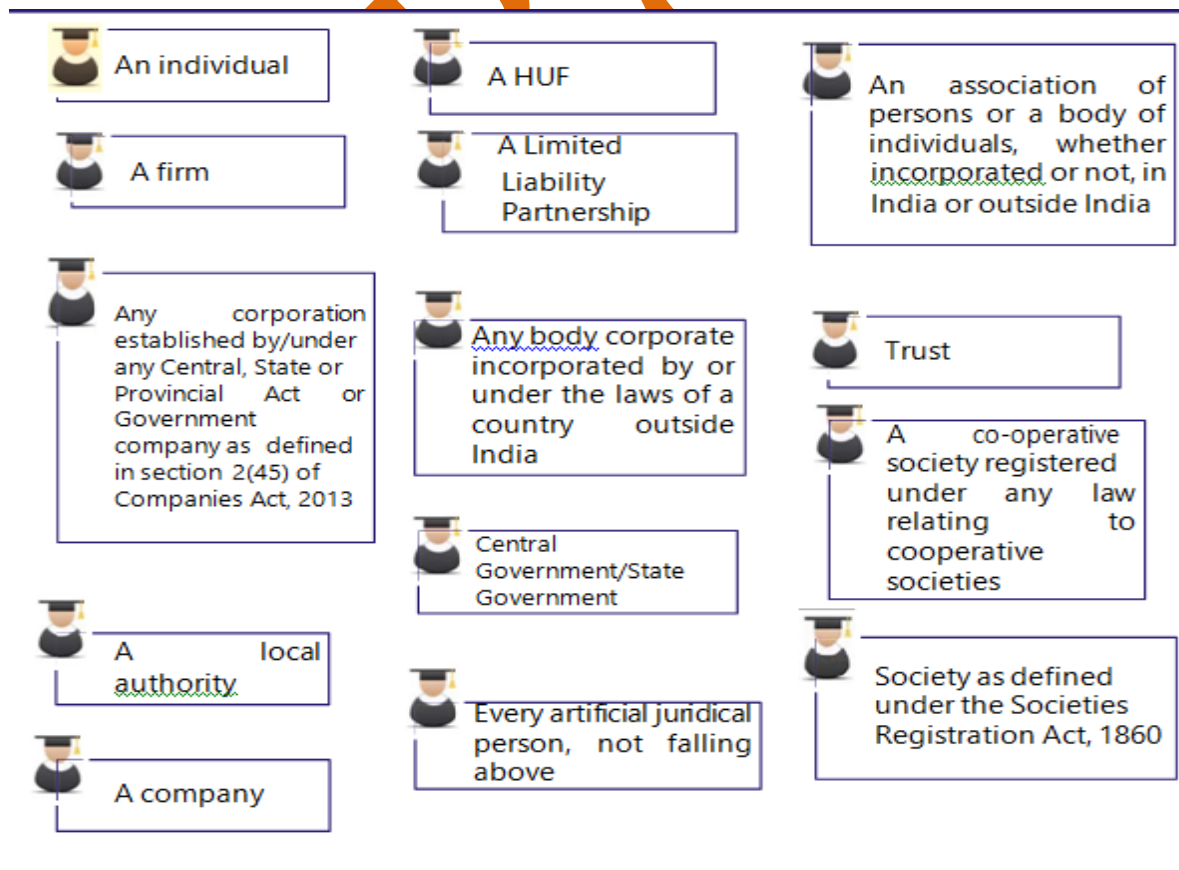 An individual
A firm
Any corporation
established by/under
any Central, State or
Provincial Act or
Government
company as defined
in section 2(45) of
Companies Act, 2013
A local
authority
A company
A HUF
A Limited
Liability
Partnership
Any body corporate
incorporated by or
under the laws of a
country outside
India
Central
Government/State
Government
Every artificial juridical
person, not falling
above
An association of
persons or a body of
individuals, whether
incorporated or not, in
India or outside India
Trust
A co-operative
society registered
under any law
relating to
cooperative
societies
Society as defined
under the Societies
Registration Act, 1860